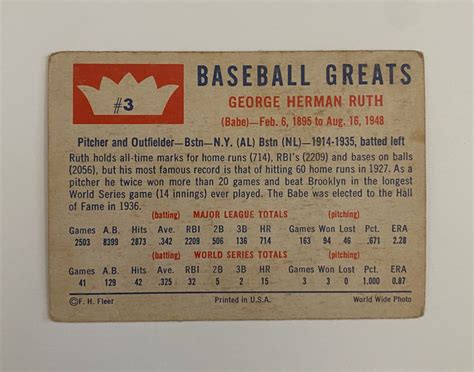 #3
BASEBALL GREATS
GEORGE HERMAN RUTH
(Babe)—Feb. 6, 1895 to Aug. 16, 1948
Pitcher and Outfielder—Bstn—N.Y. (AL) Bstn (NL)—1914-1935, batted left
Ruth holds all-time marks for home runs (714), RBI's (2209) and bases on balls
(2056), but his most famous record is that of hitting 60 home runs in 1927. As a
pitcher he twice won more than 20 games and beat Brooklyn in the longest
World Series game (14 innings) ever played. The Babe was elected to the Hall
of Fame in 1936.
(batting) MAJOR LEAGUE TOTALS (pitching)
Games A.B. Hits Ave. RBI 2B 3B HR Games Won Lost Pct. ERA
2503 8399 2873 .342 2209 506 136 714 163 94 46 .671 2.28
(batting) WORLD SERIES TOTALS (pitching)
Games A.B. Hits Ave. RBI 2B 3B HR Games Won Lost Pct. ERA
41 129 42 .325 32 5 2 15 3 3 0 1.000 0.87
©F. H. Fleer Printed in U.S.A. World Wide Photo